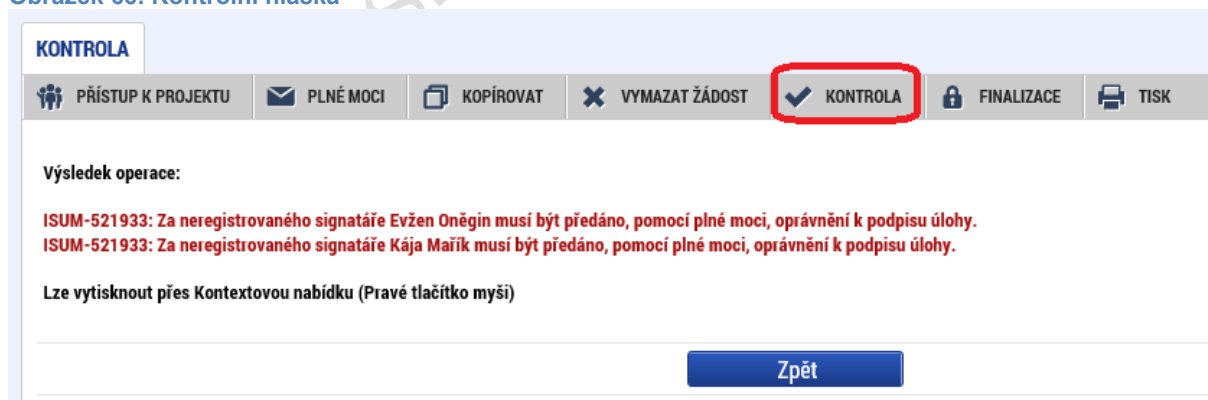 KONTROLA
PŘÍSTUP K PROJEKTU PLNÉ MOCI KOPÍROVAT VYMAZAT ŽÁDOST KONTROLA FINALIZACE TISK
Výsledek operace:
ISUM-521933: Za neregistrovaného signatáře Evžen Oněgin musí být předáno, pomocí plné moci, oprávnění k podpisu úlohy.
ISUM-521933: Za neregistrovaného signatáře Kája Mařík musí být předáno, pomocí plné moci, oprávnění k podpisu úlohy.
Lze vytisknout přes Kontextovou nabídku (Pravé tlačítko myši)
Zpět